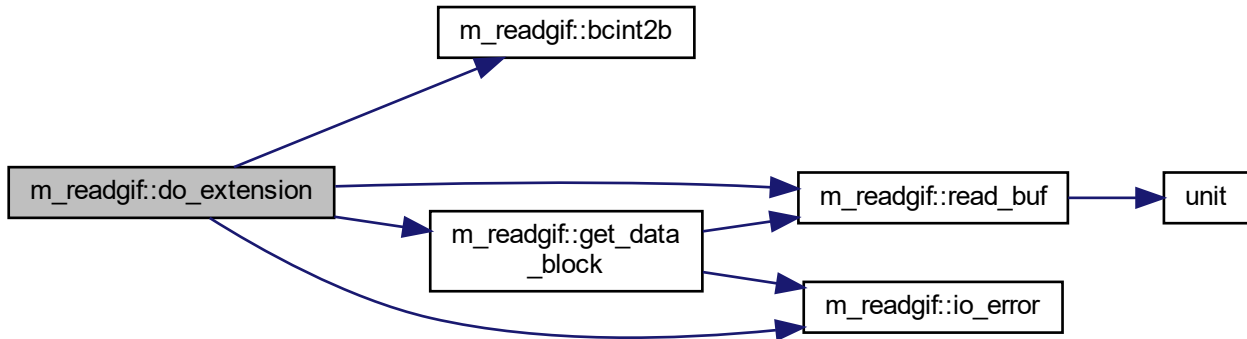 m_readgif::bcint2b
m_readgif::do_extension
m_readgif::read_buf
unit
m_readgif::get_data
_block
m_readgif::io_error